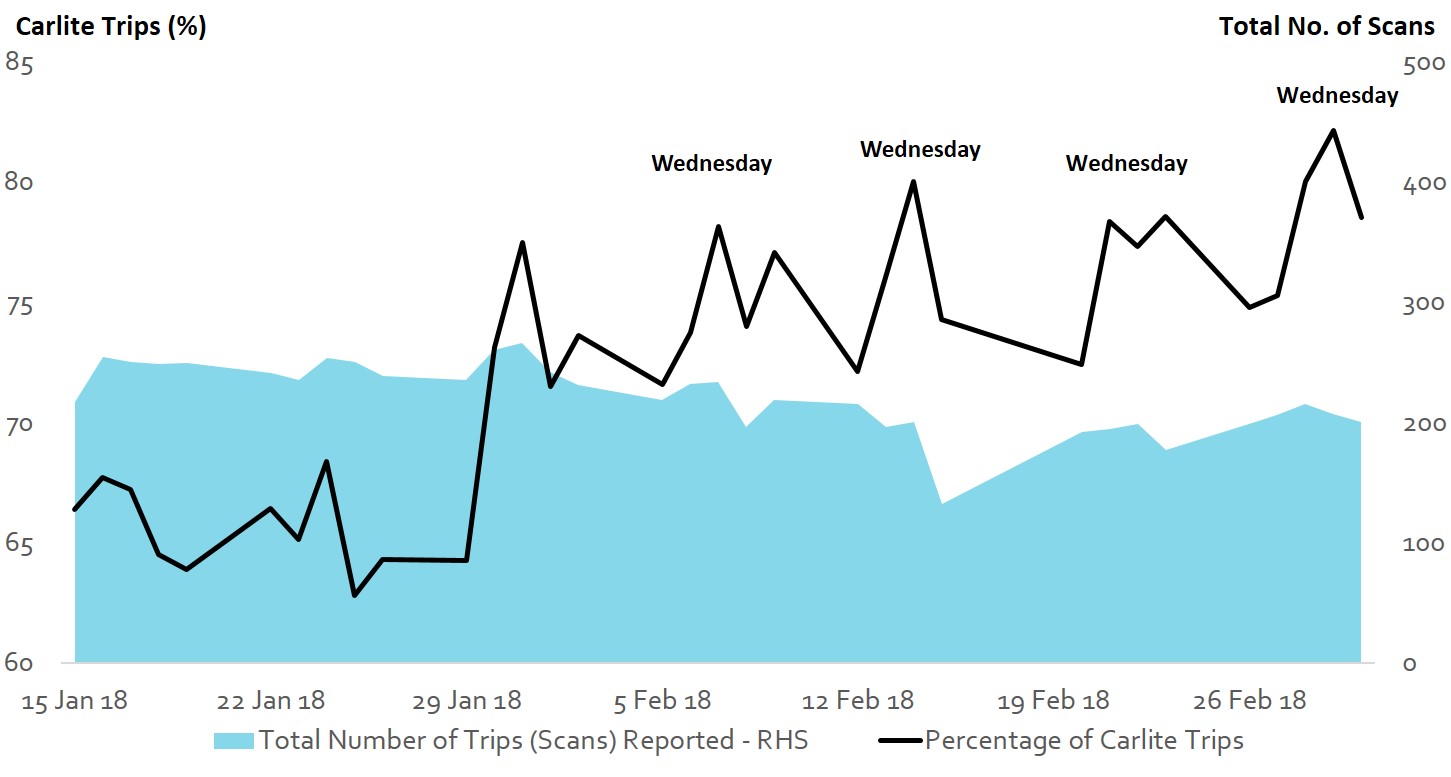 Carlite Trips (%)
Total No. of Scans
85
500
Wednesday
Wednesday
Wednesday
Wednesday
80
400
75
300
70
200
65
100
60
0
15 Jan 18
22 Jan 18
29 Jan 18
5 Feb 18
12 Feb 18
19 Feb 18
26 Feb 18
Total Number of Trips (Scans) Reported - RHS
Percentage of Carlite Trips